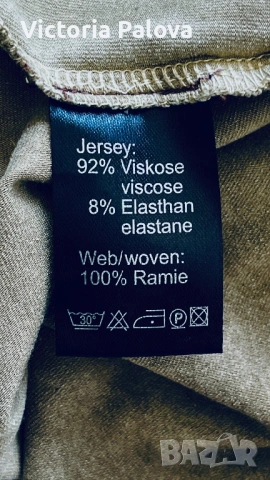 Victoria Palova
Jersey:
92% Viskose
viscose
8% Elasthan
elastane
Web/woven:
100% Ramie
30°
P
BAZAR